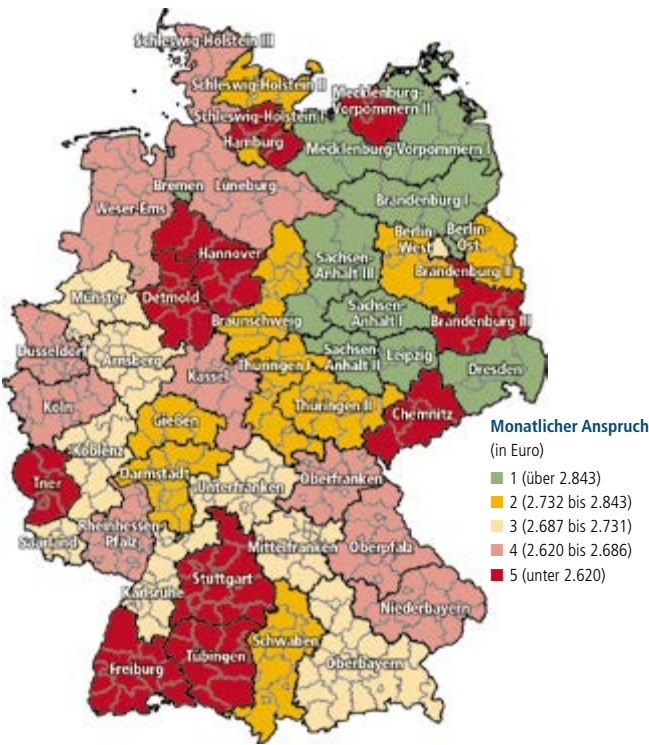 Schleswig-Holstein III
Schleswig-Holstein II
Mecklenburg-
Vorpommern II
Schleswig-Holstein I
Hamburg
Mecklenburg-Vorpommern I
Bremen
Lüneburg
Brandenburg I
Weser-Ems
Berlin-
West
Berlin-
Ost
Hannover
Sachsen-
Anhalt III
Brandenburg II
Münster
Detmold
Sachsen-
Anhalt I
Braunschweig
Brandenburg III
Düsseldorf
Arnsberg
Kassel
Thüringen I
Sachsen-
Anhalt II
Leipzig
Dresden
Köln
Gießen
Thüringen II
Chemnitz
Koblenz
Darmstadt
Trier
Unterfranken
Oberfranken
Rheinhessen-
Pfalz
Saarland
Mittelfranken
Oberpfalz
Karlsruhe
Stuttgart
Niederbayern
Schwaben
Tübingen
Freiburg
Oberbayern
Monatlicher Anspruch
(in Euro)
1 (über 2.843)
2 (2.732 bis 2.843)
3 (2.687 bis 2.731)
4 (2.620 bis 2.686)
5 (unter 2.620)